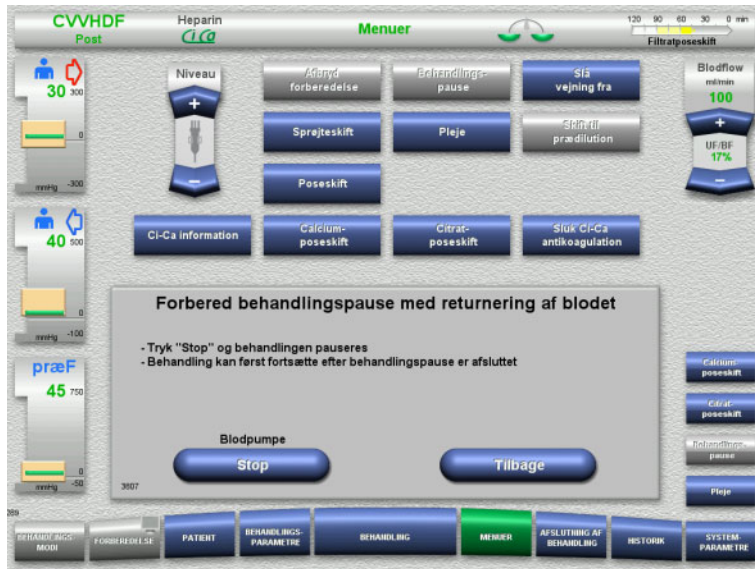 CVVHDF
Post
Heparin
CiCa
Menuer
120 90 60 30 0 min
Filtratposeskift
30
300
0
mmHg -300
40
500
0
mmHg -100
præF
45
750
0
mmHg -50
Niveau
+
−
Afbryd
forberedelse
Behandlings-
pause
Slå
vejning fra
Sprøjteskift
Pleje
Skift til
prædilution
Poseskift
Ci-Ca information
Calcium-
poseskift
Citrat-
poseskift
Sluk Ci-Ca
antikoagulation
Blodflow
ml/min
100
+
UF/BF
17%
−
Forbered behandlingspause med returnering af blodet
- Tryk "Stop" og behandlingen pauseres
- Behandling kan først fortsætte efter behandlingspause er afsluttet
Blodpumpe
Stop
Tilbage
3607
Calcium-
poseskift
Citrat-
poseskift
Behandlings-
pause
Pleje
BEHANDLINGS-
MODI
FORBEREDELSE
PATIENT
BEHANDLINGS-
PARAMETRE
BEHANDLING
MENUER
AFSLUTNING AF
BEHANDLING
HISTORIK
SYSTEM-
PARAMETRE